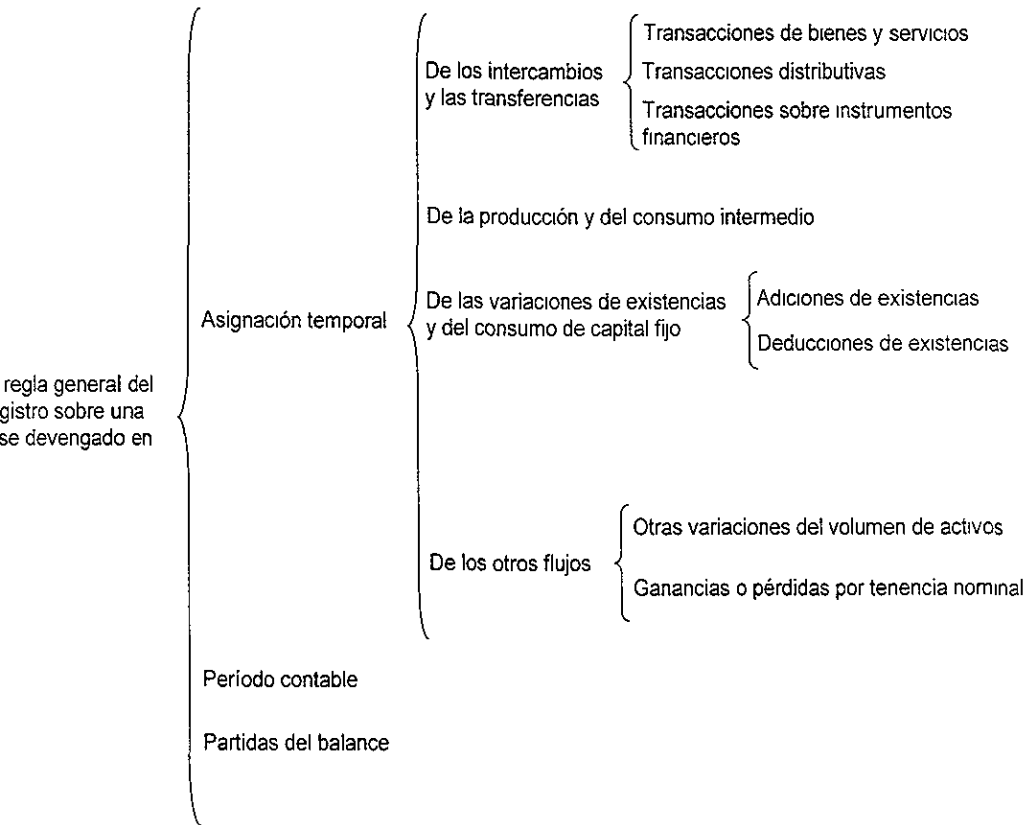 regla general del
gistro sobre una
se devengado en
Asignación temporal
De los intercambios
y las transferencias
Transacciones de bienes y servicios
Transacciones distributivas
Transacciones sobre instrumentos
financieros
De la producción y del consumo intermedio
De las variaciones de existencias
y del consumo de capital fijo
Adiciones de existencias
Deducciones de existencias
De los otros flujos
Otras variaciones del volumen de activos
Ganancias o pérdidas por tenencia nominal
Período contable
Partidas del balance